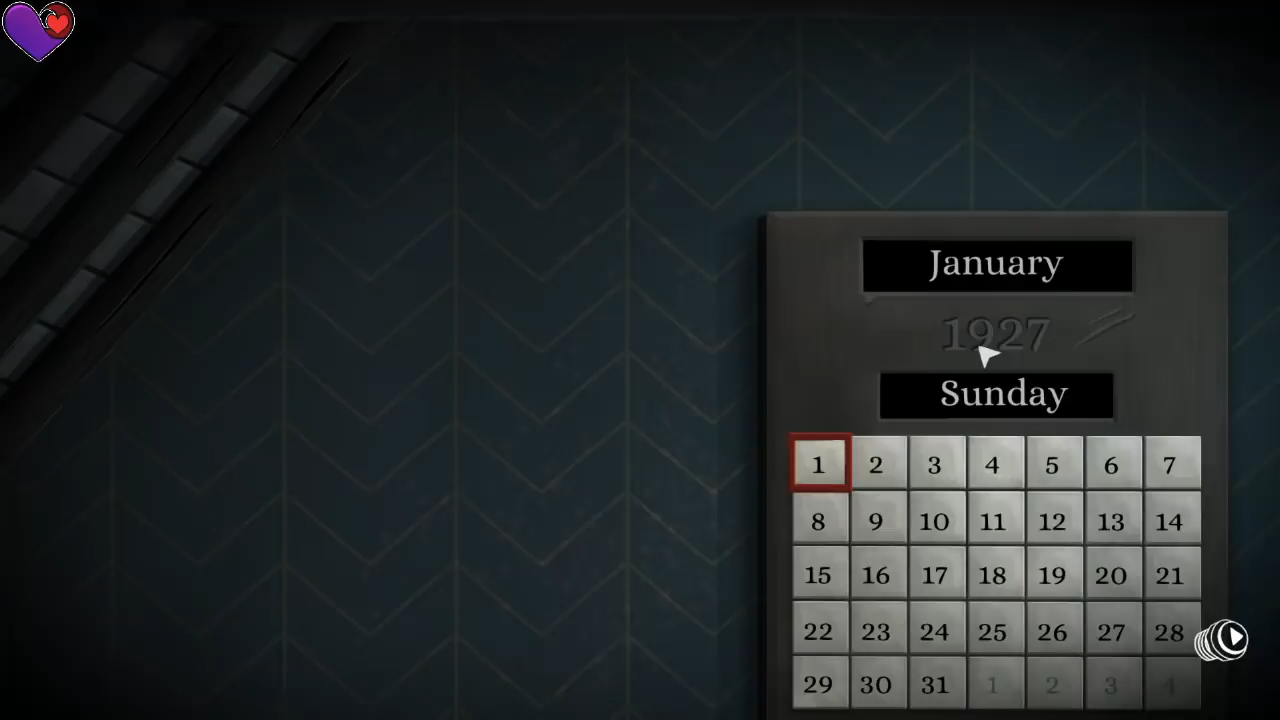 January
1927
Sunday
1 2 3 4 5 6 7
8 9 10 11 12 13 14
15 16 17 18 19 20 21
22 23 24 25 26 27 28
29 30 31 1 2 3 4